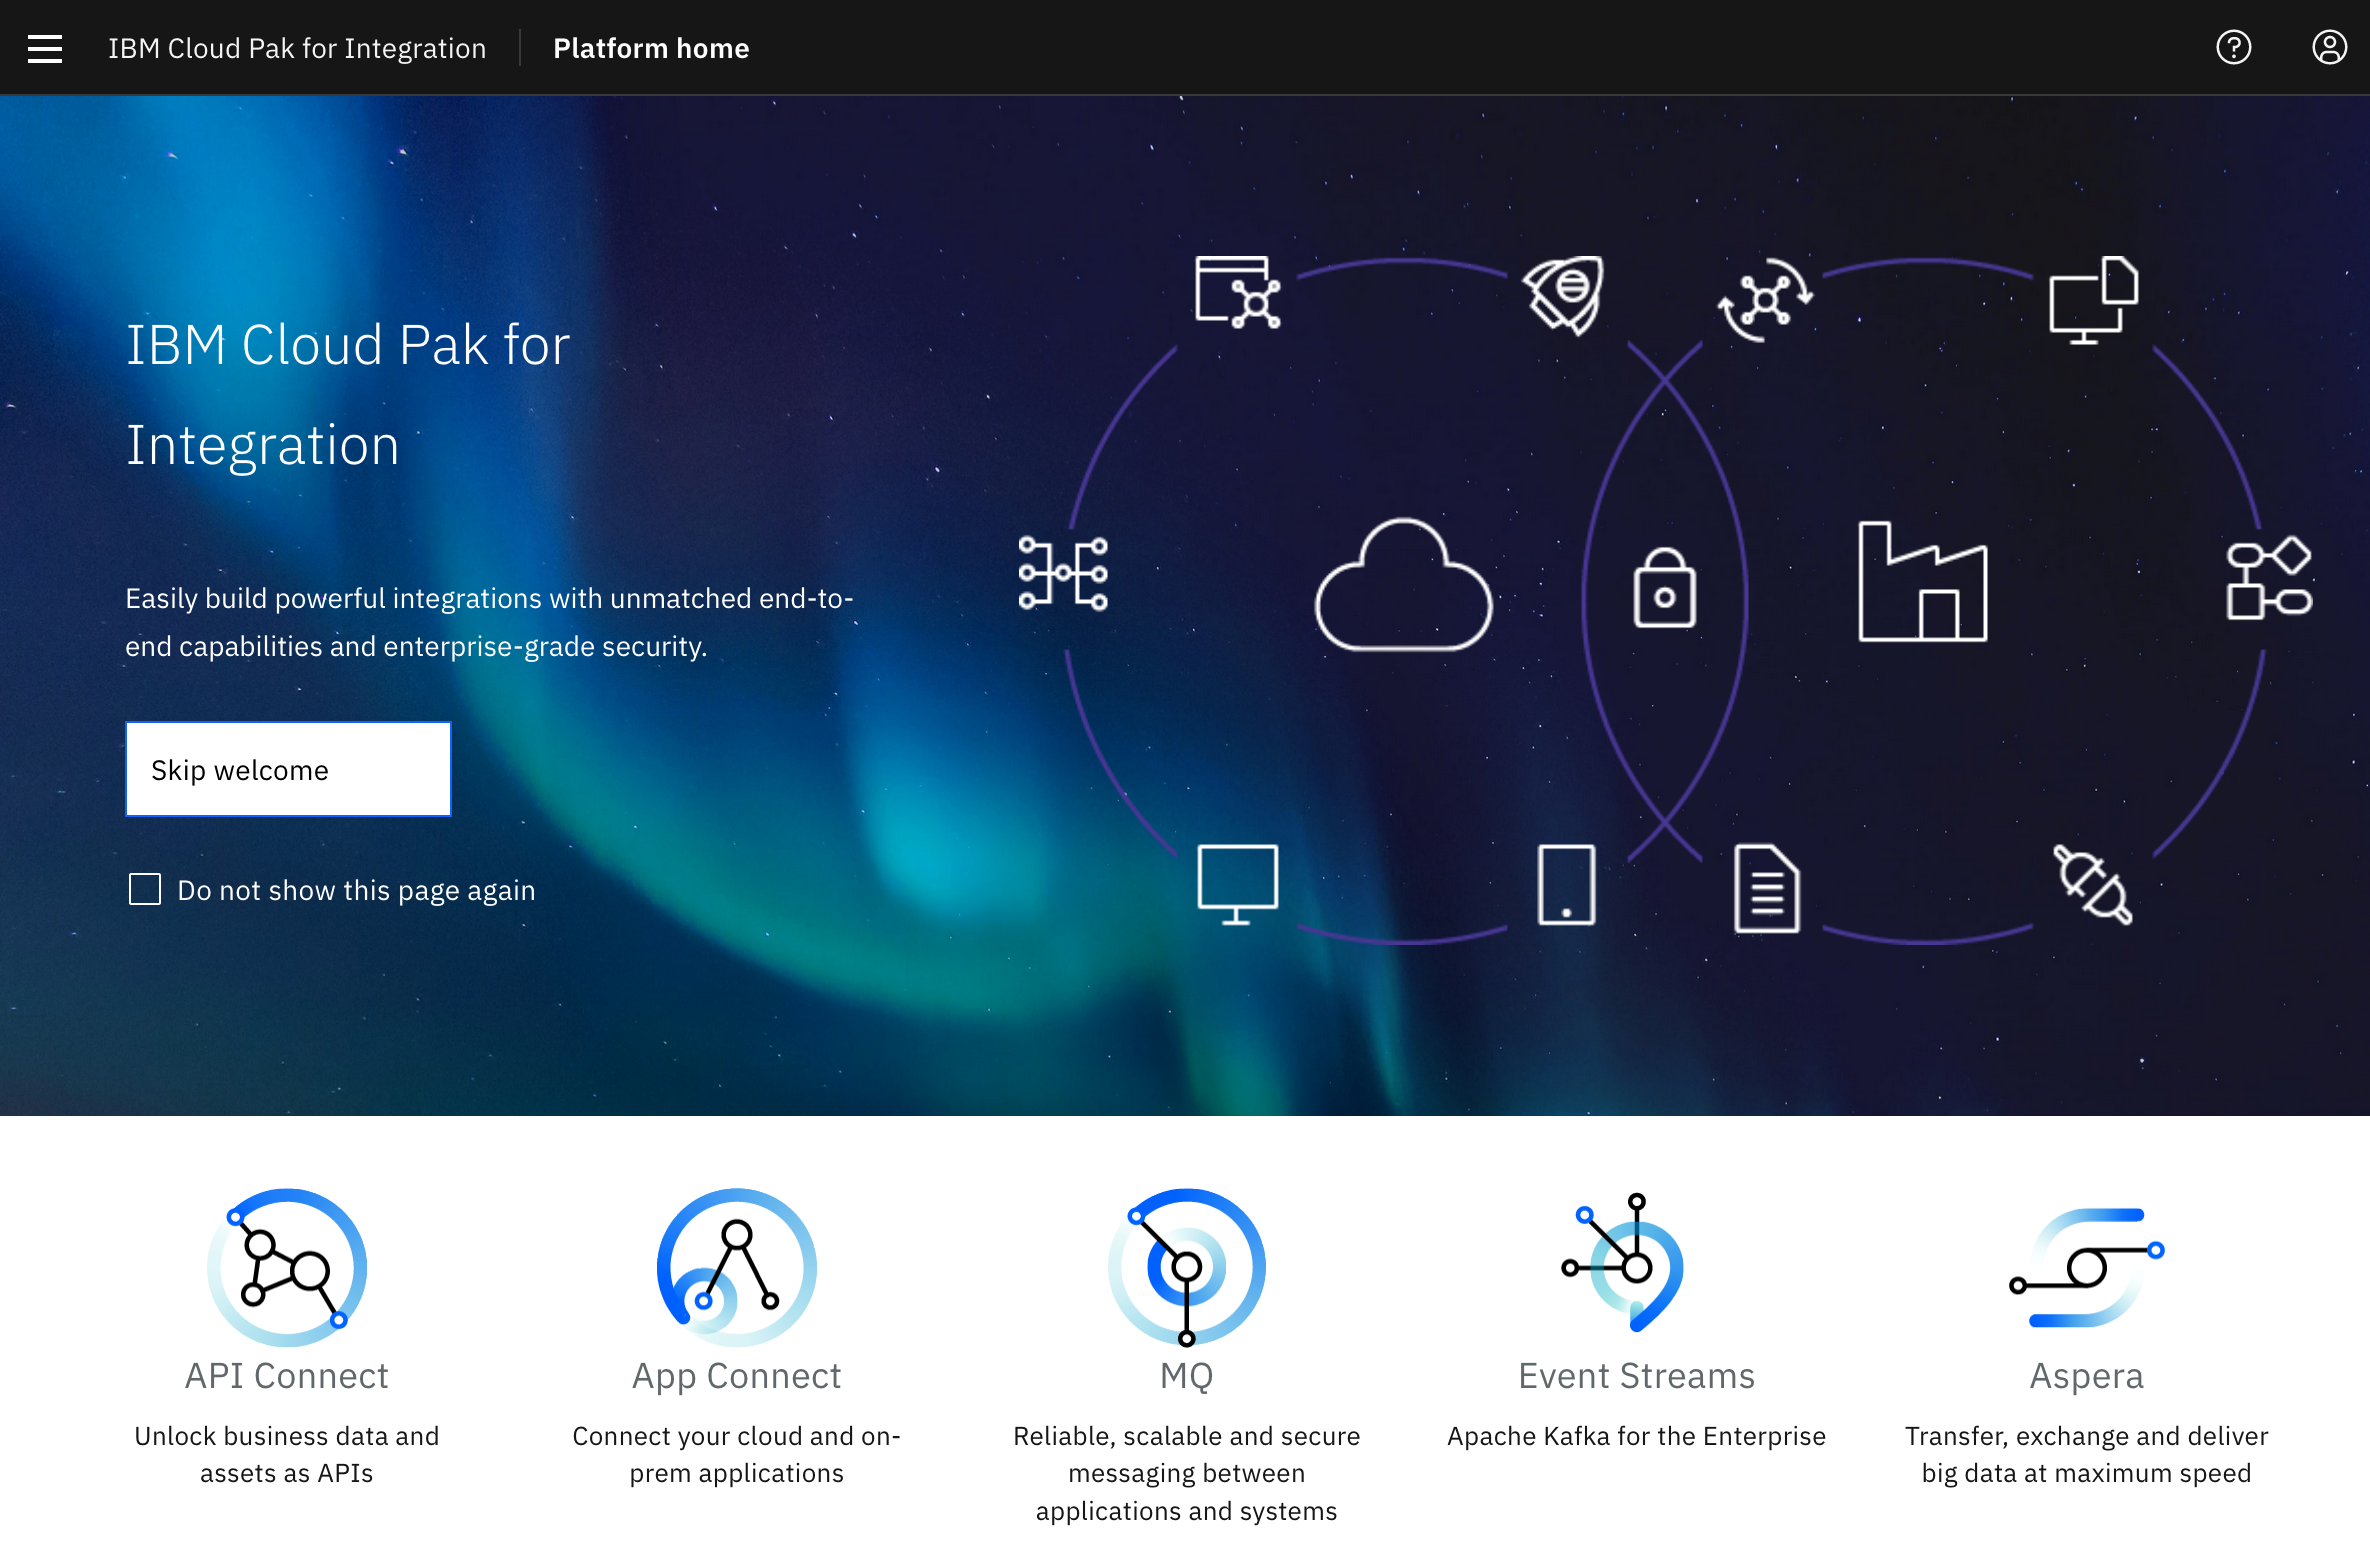 IBM Cloud Pak for Integration
Platform home
IBM Cloud Pak for
Integration
Easily build powerful integrations with unmatched end-to-
end capabilities and enterprise-grade security.
Skip welcome
Do not show this page again
API Connect
Unlock business data and
assets as APIs
App Connect
Connect your cloud and on-
prem applications
MQ
Reliable, scalable and secure
messaging between
applications and systems
Event Streams
Apache Kafka for the Enterprise
Aspera
Transfer, exchange and deliver
big data at maximum speed